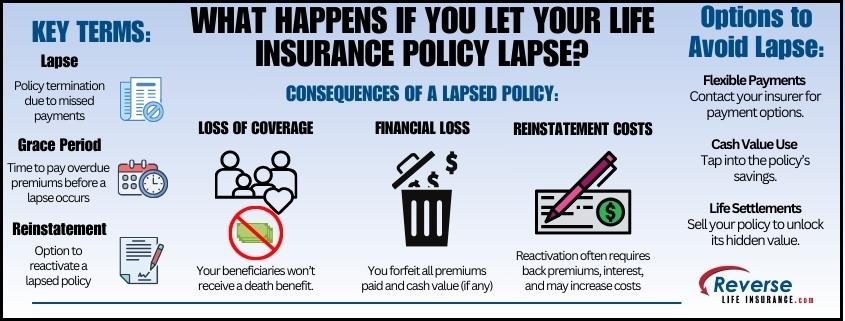 KEY TERMS:
Lapse
Policy termination
due to missed
payments
Grace Period
Time to pay overdue
premiums before a
lapse occurs
Reinstatement
Option to
reactivate a
lapsed policy
WHAT HAPPENS IF YOU LET YOUR LIFE
INSURANCE POLICY LAPSE?
CONSEQUENCES OF A LAPSED POLICY:
LOSS OF COVERAGE
Your beneficiaries won't
receive a death benefit.
FINANCIAL LOSS
$
$
You forfeit all premiums
paid and cash value (if any)
REINSTATEMENT COSTS
$
Reactivation often requires
back premiums, interest,
and may increase costs
Options to
Avoid Lapse:
Flexible Payments
Contact your insurer for
payment options.
Cash Value Use
Tap into the policy's
savings.
Life Settlements
Sell your policy to unlock
its hidden value.
Reverse
LIFE INSURANCE.com